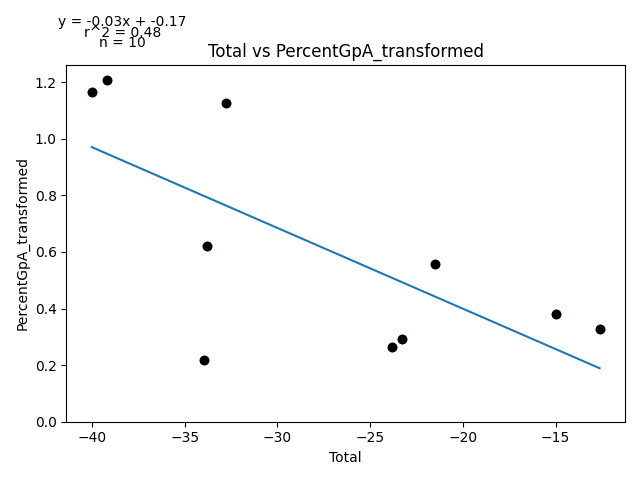 y = -0.03x + -0.17
r^2 = 0.48
n = 10
Total vs PercentGpA_transformed
PercentGpA_transformed
1.2
1.0
0.8
0.6
0.4
0.2
0.0
−40
−35
−30
−25
−20
−15
Total